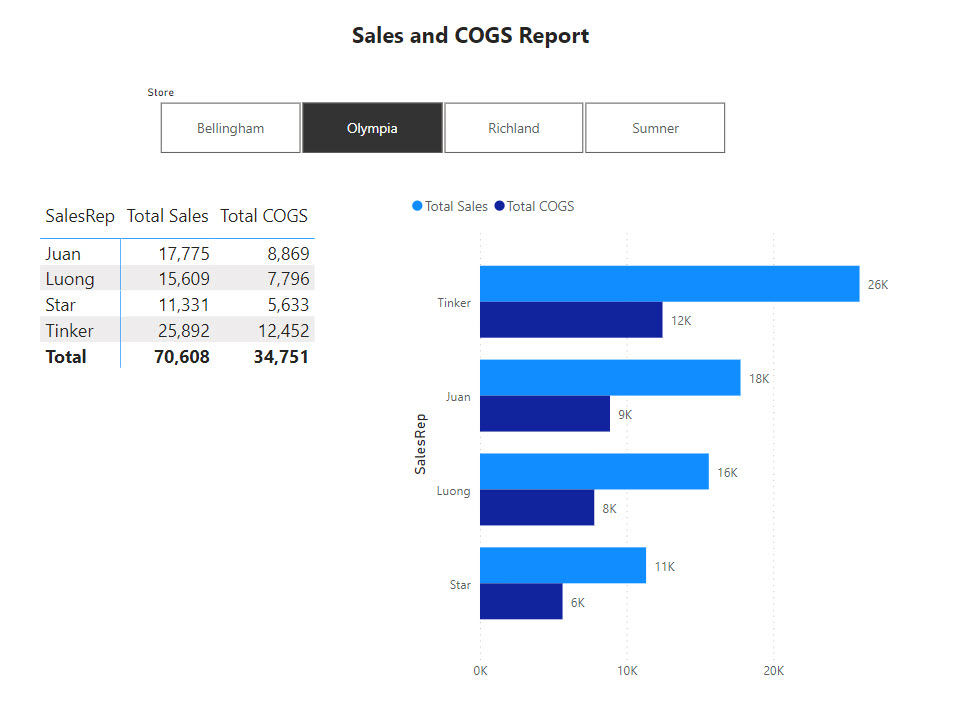 Sales and COGS Report
Store
Bellingham Olympia Richland Sumner
SalesRep Total Sales Total COGS
Juan 17,775 8,869
Luong 15,609 7,796
Star 11,331 5,633
Tinker 25,892 12,452
Total 70,608 34,751
Total Sales Total COGS
SalesRep
Tinker 26K
12K
Juan 18K
9K
Luong 16K
8K
Star 11K
6K
0K 10K 20K